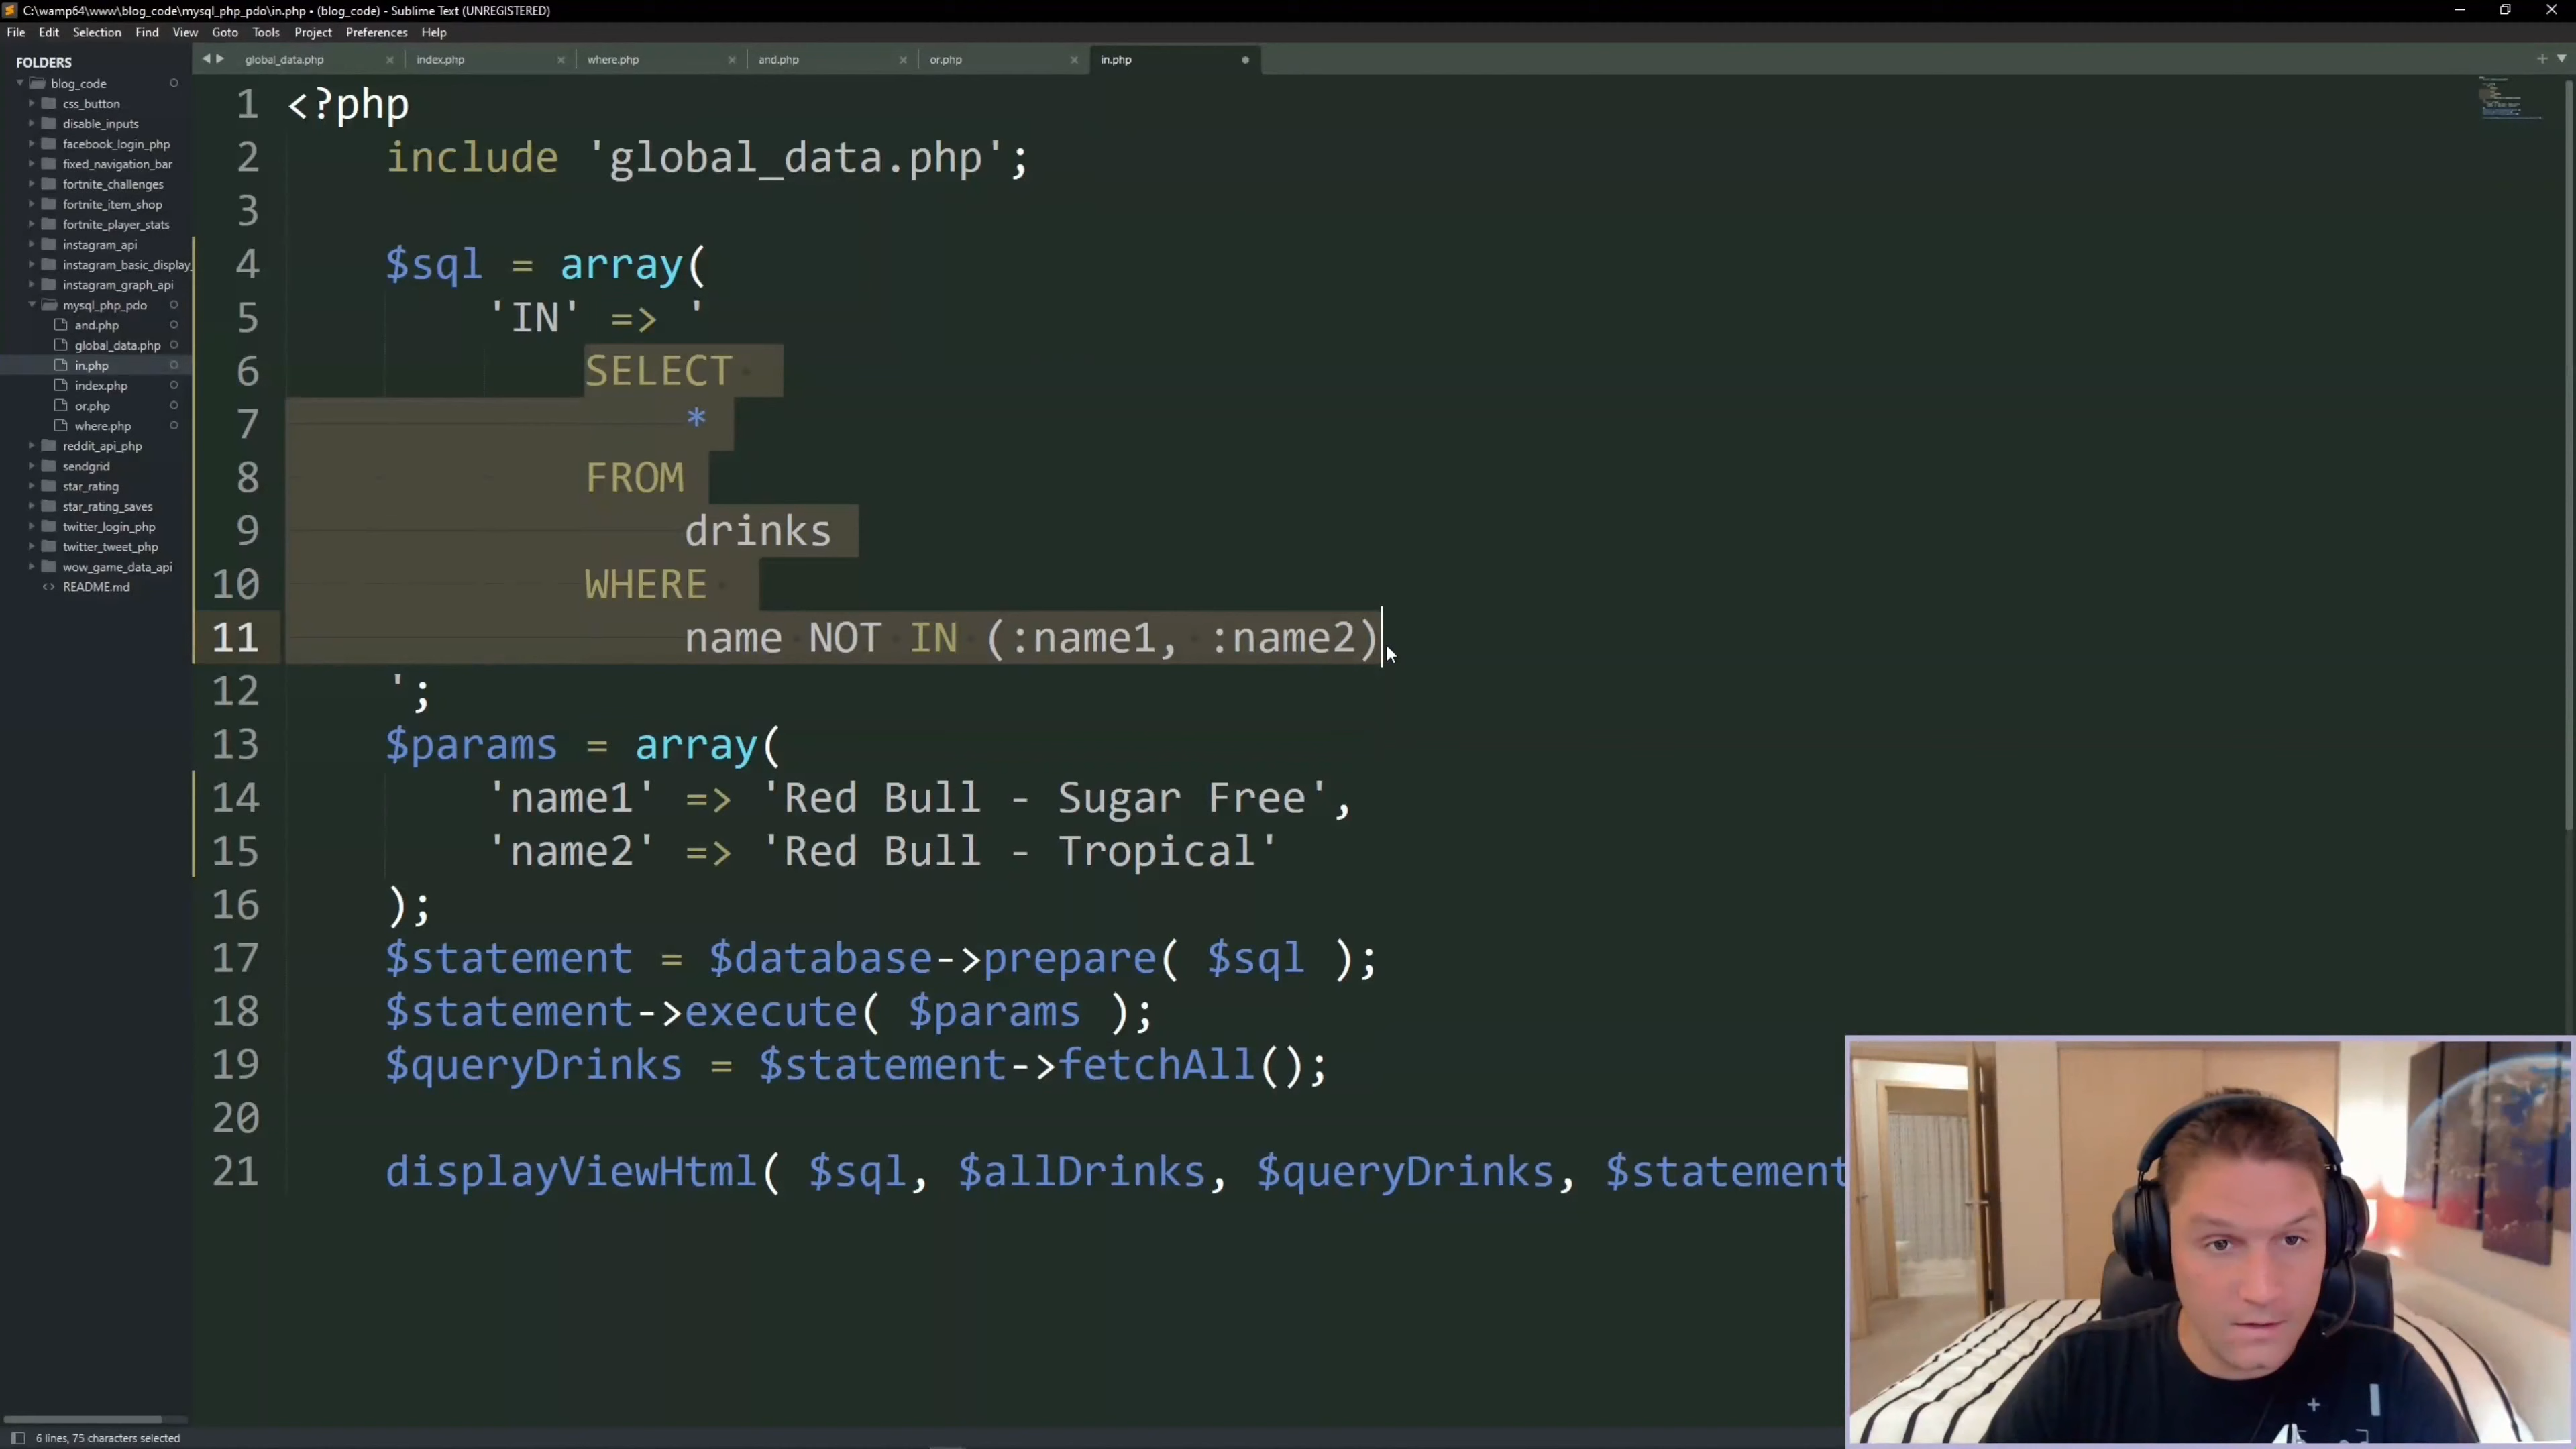 C:\wamp64\www\blog_code\mysql_php_pdo\in.php • (blog_code) - Sublime Text (UNREGISTERED)
File Edit Selection Find View Goto Tools Project Preferences Help
FOLDERS
blog_code
css_button
disable_inputs
facebook_login_php
fixed_navigation_bar
fortnite_challenges
fortnite_item_shop
fortnite_player_stats
instagram_api
instagram_basic_display_
instagram_graph_api
mysql_php_pdo
and.php
global_data.php
in.php
index.php
or.php
where.php
reddit_api_php
sendgrid
star_rating
star_rating_saves
twitter_login_php
twitter_tweet_php
wow_game_data_api
<> README.md
global_data.php × index.php × where.php × and.php × or.php × in.php
1 <?php
2 include 'global_data.php';
3
4 $sql = array(
5 'IN' => '
6 SELECT
7 *
8 FROM
9 drinks
10 WHERE
11 name NOT IN (:name1, :name2)
12 ';
13 $params = array(
14 'name1' => 'Red Bull - Sugar Free',
15 'name2' => 'Red Bull - Tropical'
16 );
17 $statement = $database->prepare( $sql );
18 $statement->execute( $params );
19 $queryDrinks = $statement->fetchAll();
20
21 displayViewHtml( $sql, $allDrinks, $queryDrinks, $statement
6 lines, 75 characters selected